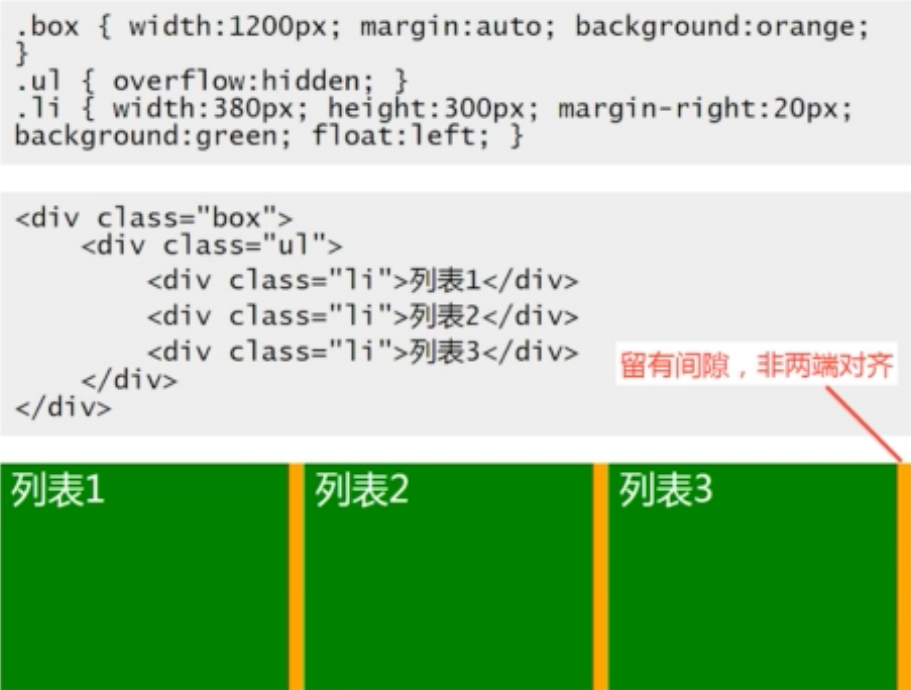 .box { width:1200px; margin:auto; background:orange;
}
.ul { overflow:hidden; }
.li { width:380px; height:300px; margin-right:20px;
background:green; float:left; }
<div class="box">
    <div class="ul">
        <div class="li">列表1</div>
        <div class="li">列表2</div>
        <div class="li">列表3</div>
    </div>
</div>
留有间隙，非两端对齐
列表1 列表2 列表3